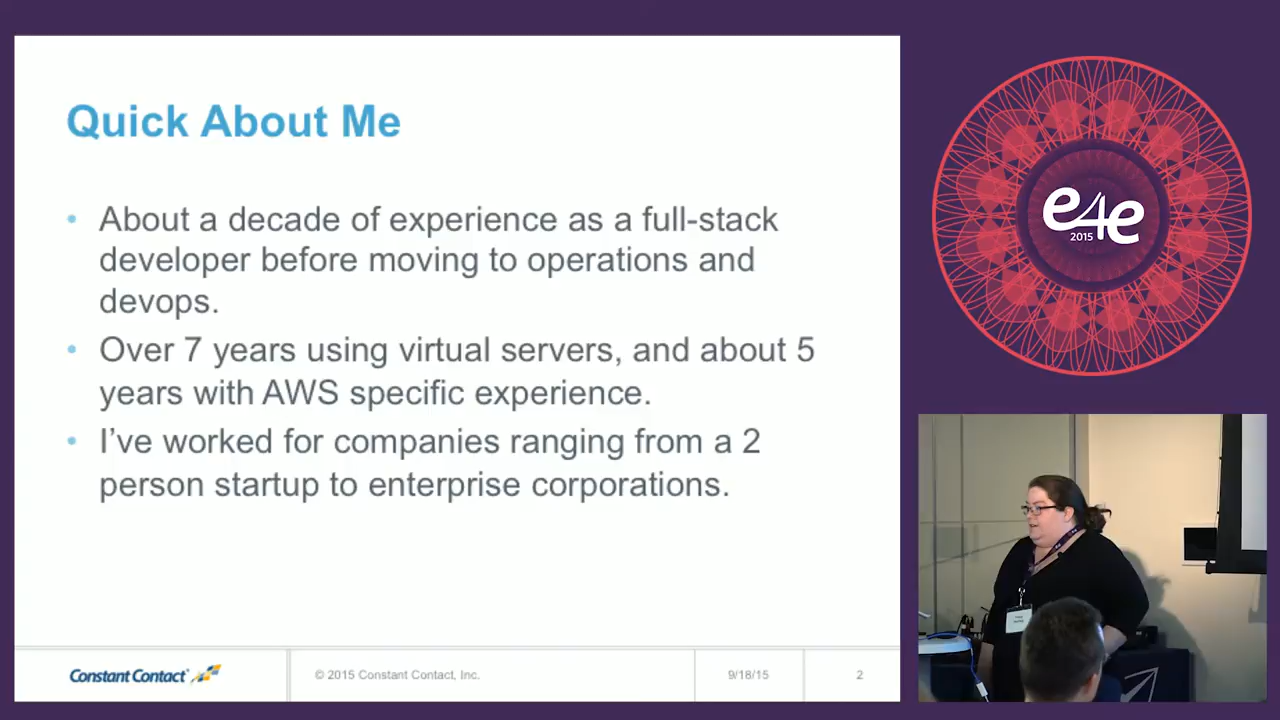 Quick About Me
• About a decade of experience as a full-stack
developer before moving to operations and
devops.
• Over 7 years using virtual servers, and about 5
years with AWS specific experience.
• I've worked for companies ranging from a 2
person startup to enterprise corporations.
Constant Contact
© 2015 Constant Contact, Inc.
9/18/15
2
e4e
2015